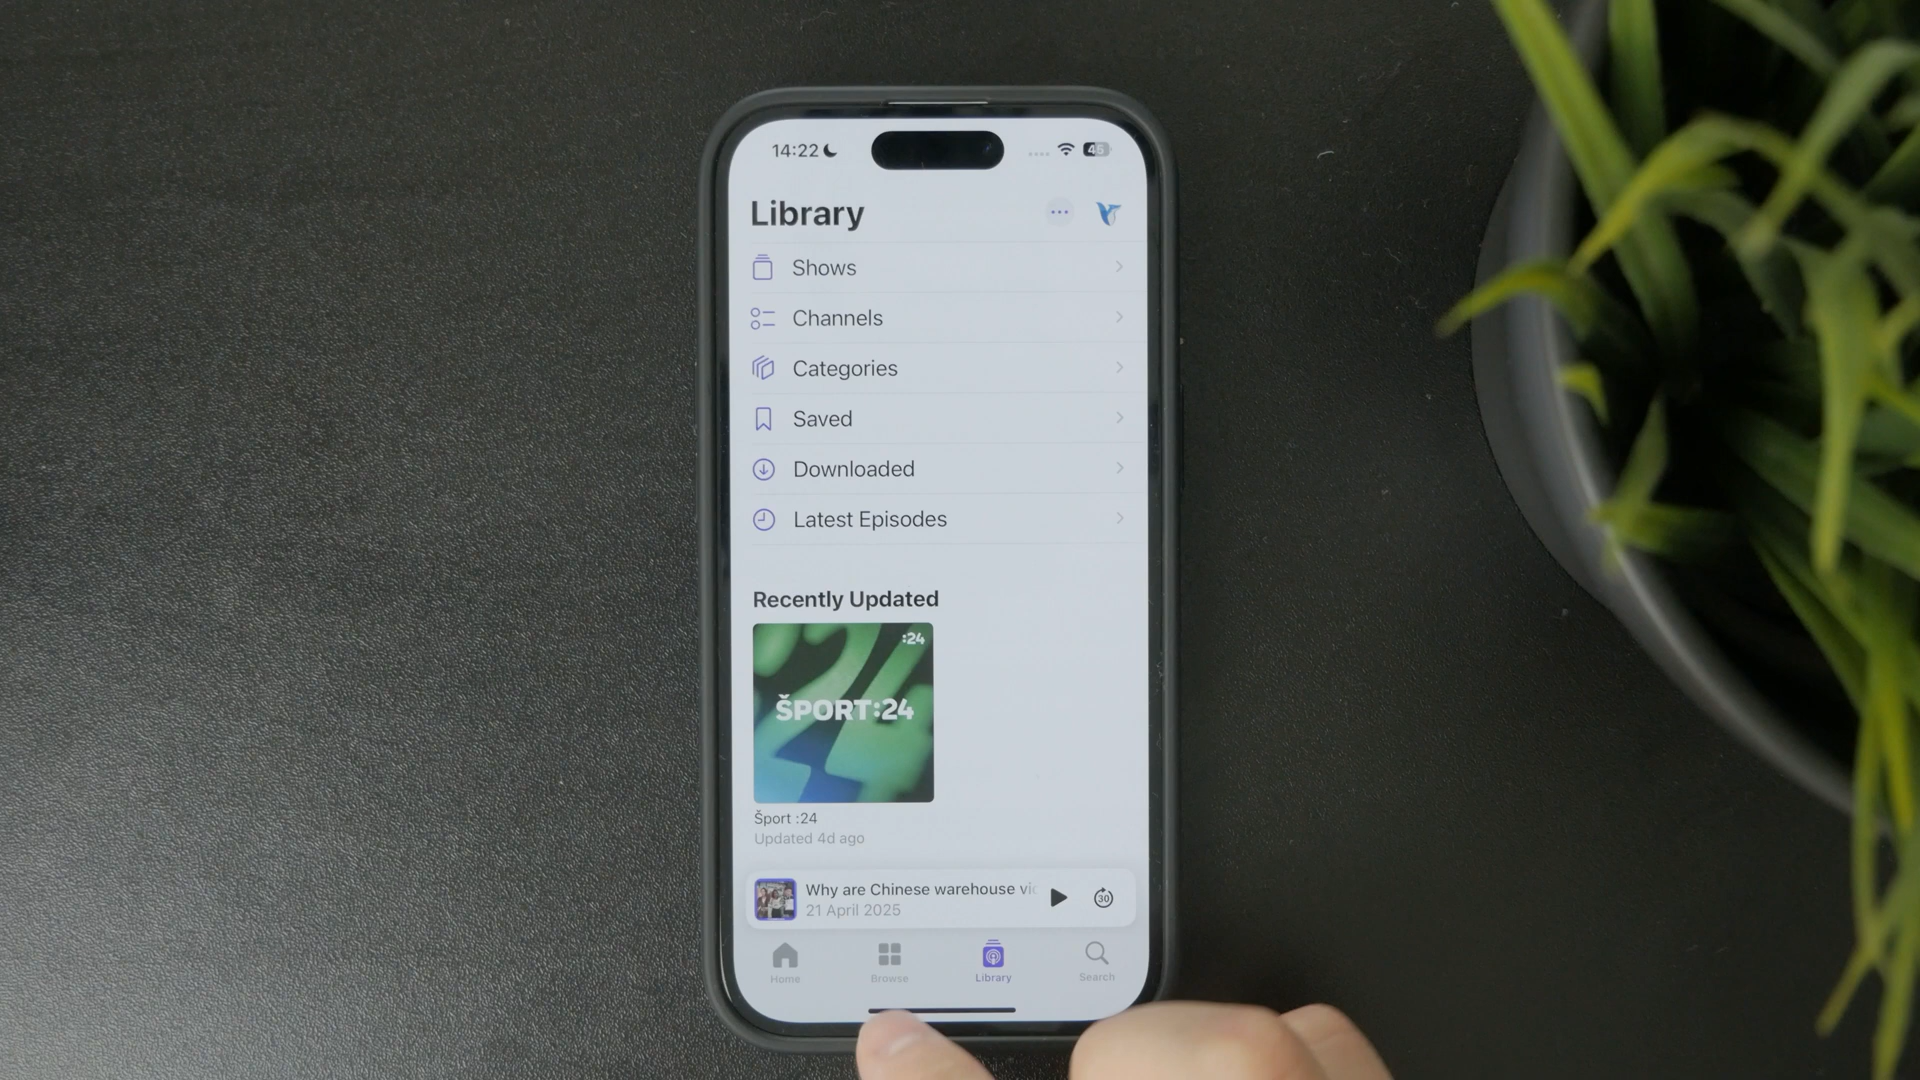 14:22
45
Library
Shows
Channels
Categories
Saved
Downloaded
Latest Episodes
Recently Updated
:24
ŠPORT:24
Šport :24
Updated 4d ago
Why are Chinese warehouse vi
21 April 2025
30
Home
Browse
Library
Search